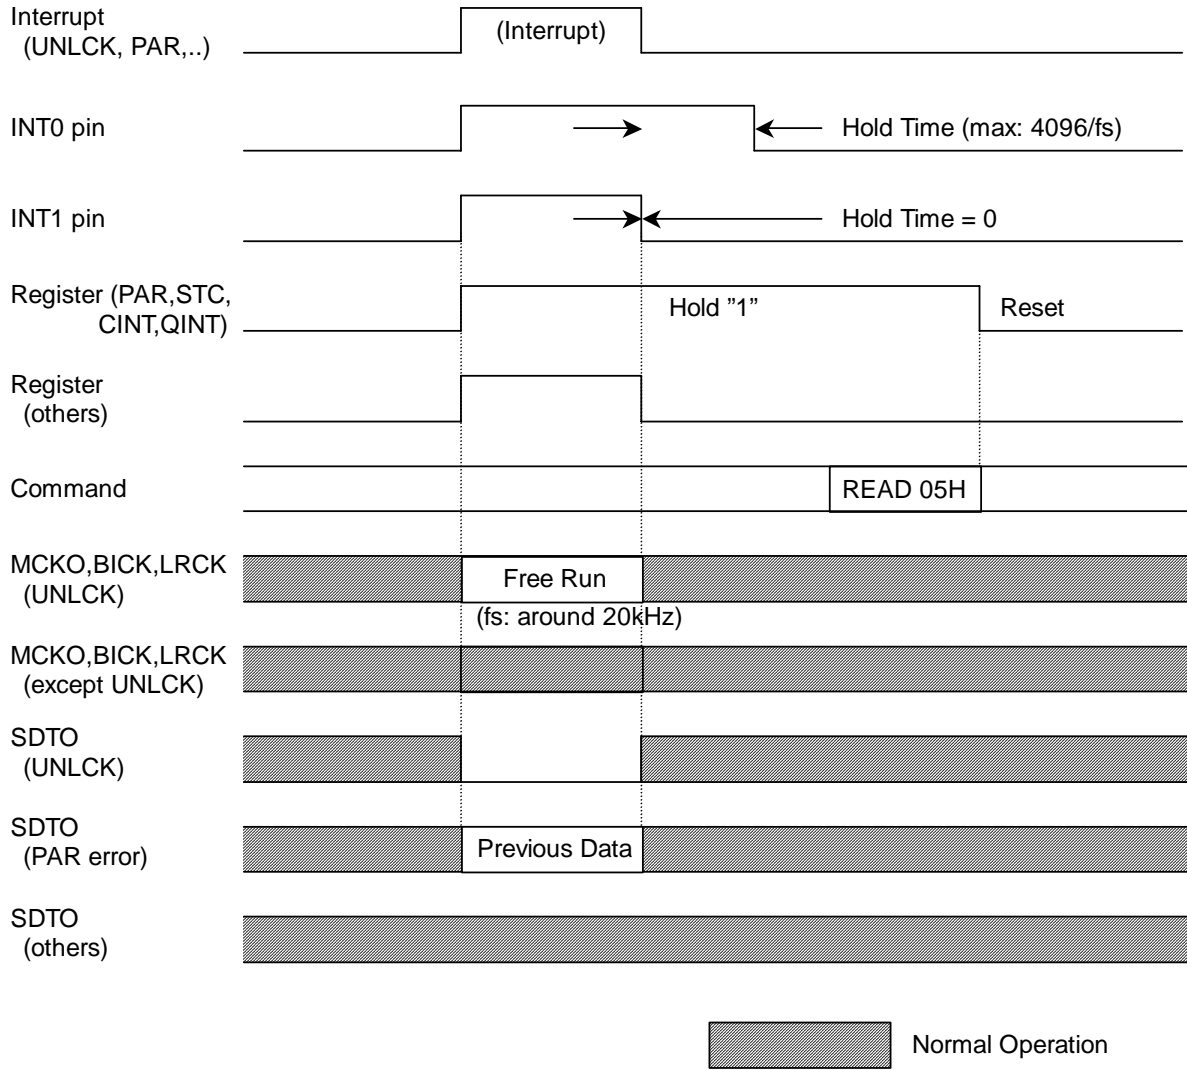 Interrupt
(UNLCK, PAR,..)
(Interrupt)
INT0 pin
Hold Time (max: 4096/fs)
INT1 pin
Hold Time = 0
Register (PAR,STC,
CINT,QINT)
Hold ”1”
Reset
Register
(others)
Command
READ 05H
MCKO,BICK,LRCK
(UNLCK)
Free Run
(fs: around 20kHz)
MCKO,BICK,LRCK
(except UNLCK)
SDTO
(UNLCK)
SDTO
(PAR error)
Previous Data
SDTO
(others)
Normal Operation